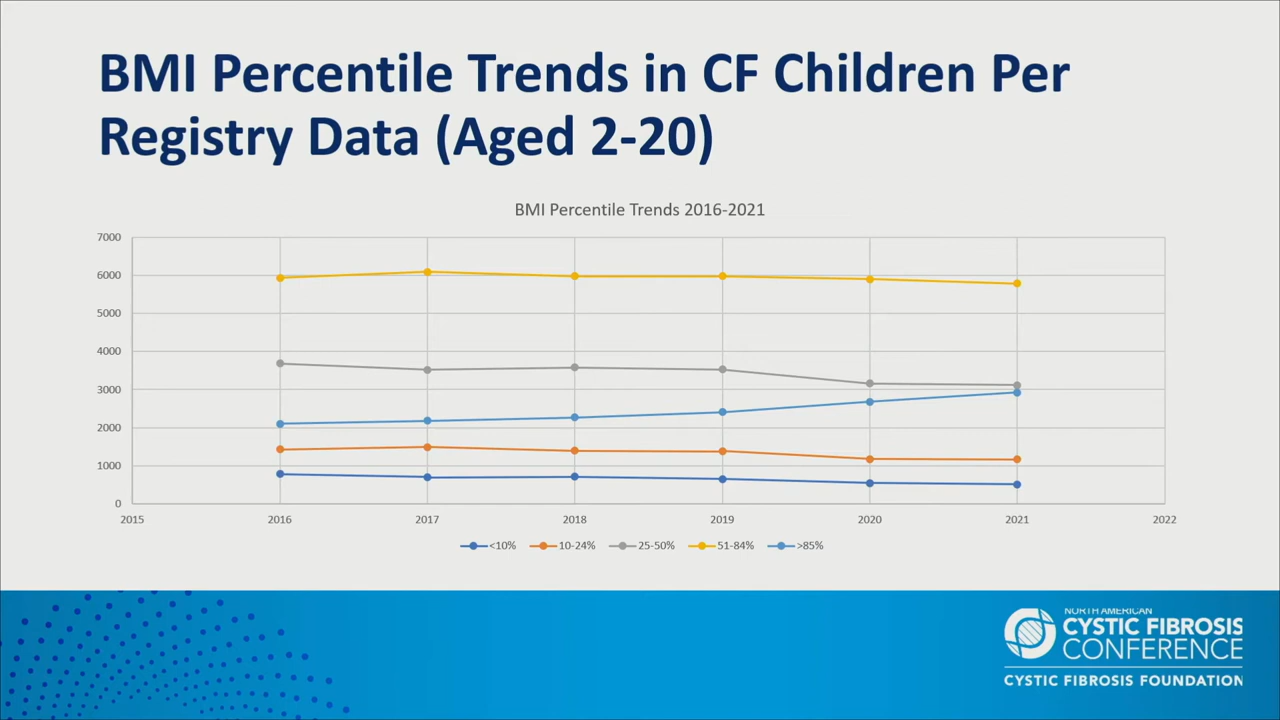 BMI Percentile Trends in CF Children Per
Registry Data (Aged 2-20)
BMI Percentile Trends 2016-2021
7000
6000
5000
4000
3000
2000
1000
0
2015 2016 2017 2018 2019 2020 2021 2022
<10% 10-24% 25-50% 51-84% >85%
NORTH AMERICAN
CYSTIC FIBROSIS
CONFERENCE
CYSTIC FIBROSIS FOUNDATION